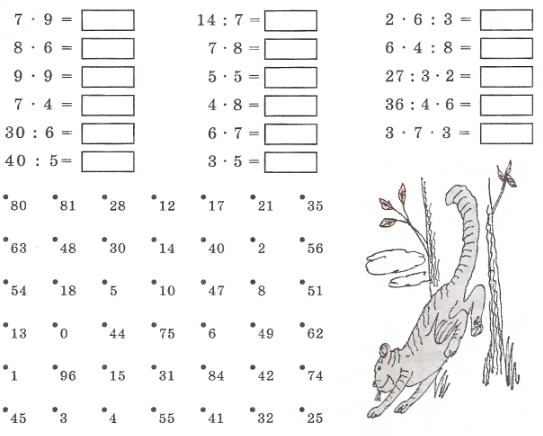 7 · 9 = 14 : 7 = 2 · 6 : 3 =
8 · 6 = 7 · 8 = 6 · 4 : 8 =
9 · 9 = 5 · 5 = 27 : 3 · 2 =
7 · 4 = 4 · 8 = 36 : 4 · 6 =
30 : 6 = 6 · 7 = 3 · 7 · 3 =
40 : 5 = 3 · 5 =
80 81 28 12 17 21 35
63 48 30 14 40 2 56
54 18 5 10 47 8 51
13 0 44 75 6 49 62
1 96 15 31 84 42 74
45 3 4 55 41 32 25